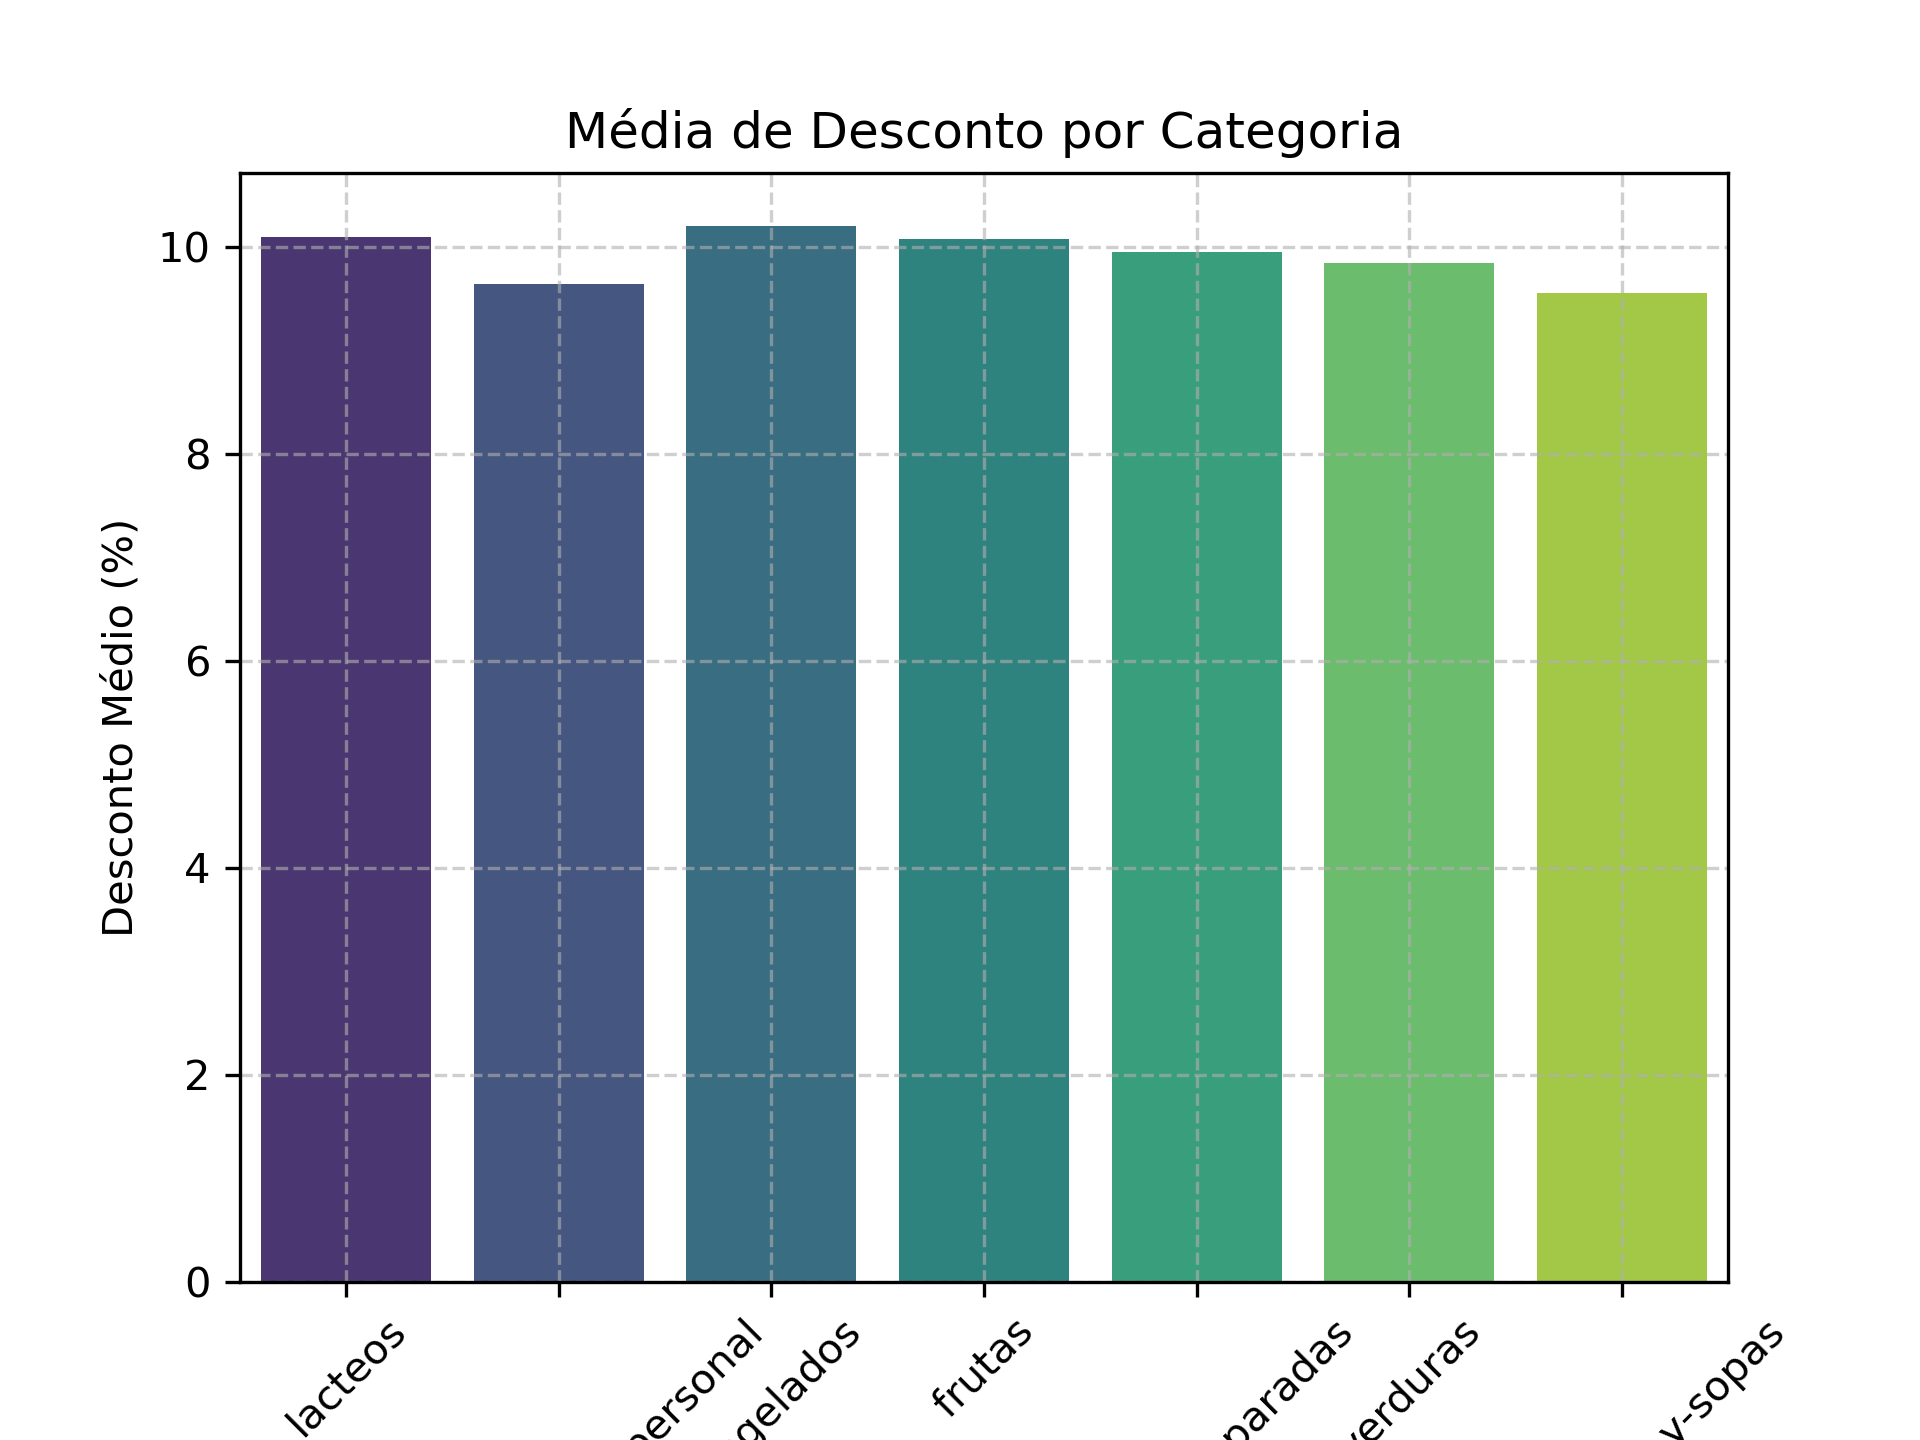 Média de Desconto por Categoria
Desconto Médio (%)
10
8
6
4
2
0
lacteos
personal
gelados
frutas
paradas
verduras
y-sopas